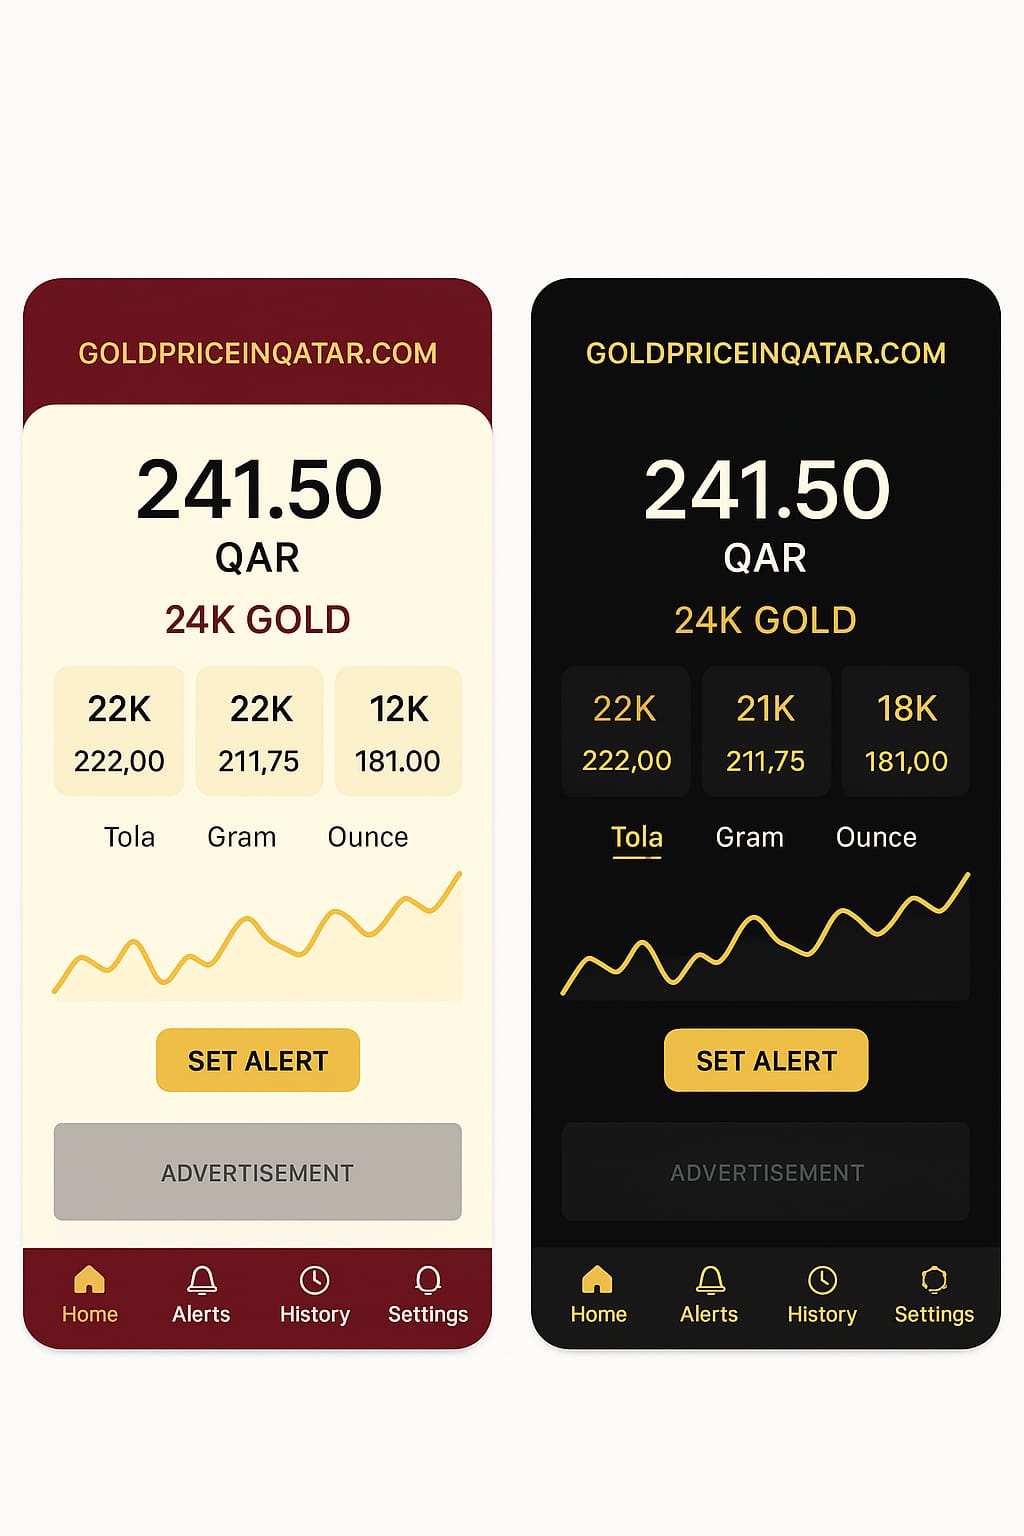 GOLDPRICEINQATAR.COM
241.50
QAR
24K GOLD
22K 22K 12K
222,00 211,75 181.00
Tola Gram Ounce
SET ALERT
ADVERTISEMENT
Home Alerts History Settings
GOLDPRICEINQATAR.COM
241.50
QAR
24K GOLD
22K 21K 18K
222,00 211,75 181,00
Tola Gram Ounce
SET ALERT
ADVERTISEMENT
Home Alerts History Settings